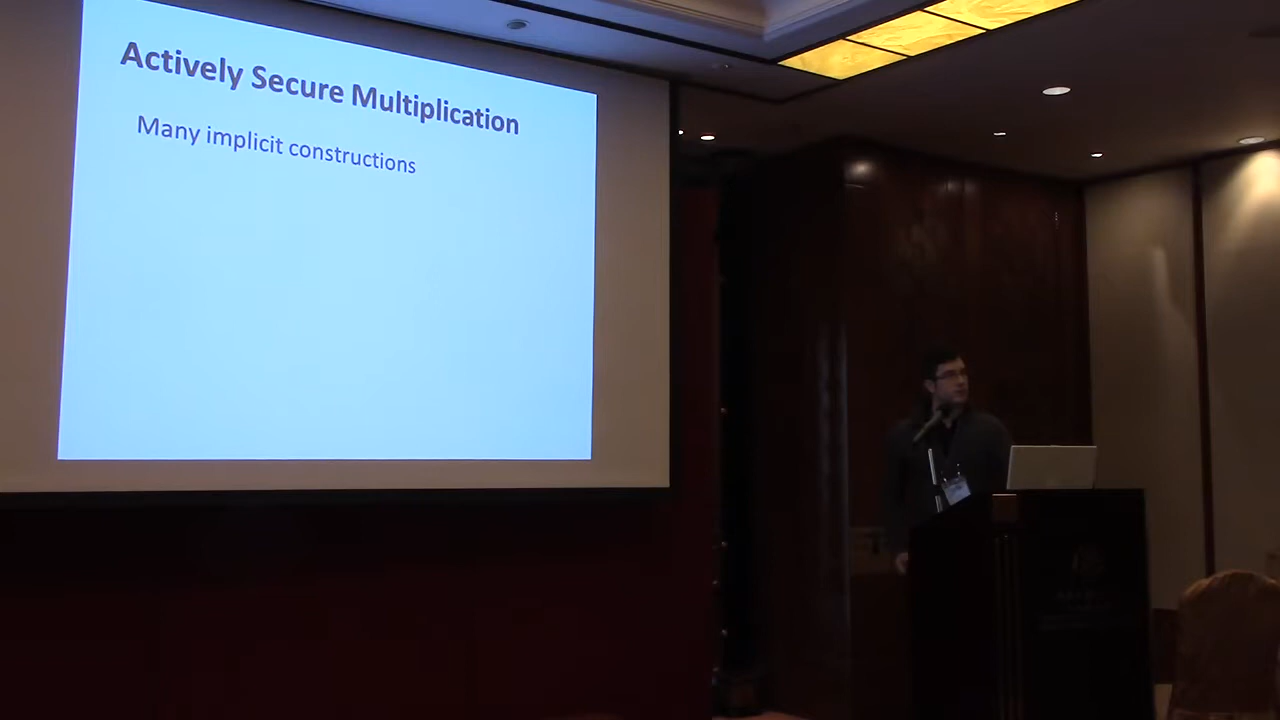 Actively Secure Multiplication
Many implicit constructions